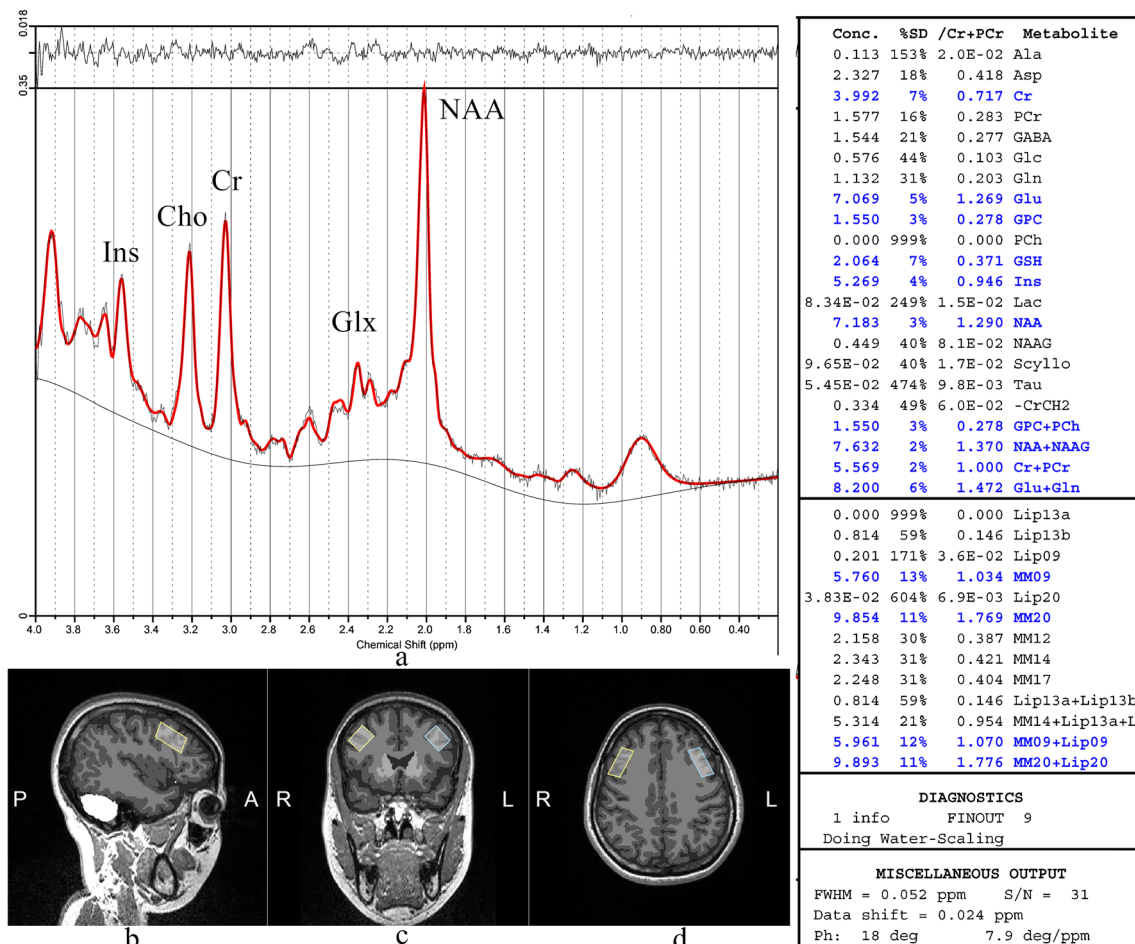 0.018
0.35
NAA
Cr
Cho
Ins
Glx
0
4.0 3.8 3.6 3.4 3.2 3.0 2.8 2.6 2.4 2.2 2.0 1.8 1.6 1.4 1.2 1.0 0.80 0.60 0.40
Chemical Shift (ppm)
a
P A R L R L
b c d
Conc. %SD /Cr+PCr Metabolite
0.113 153% 2.0E-02 Ala
2.327 18% 0.418 Asp
3.992 7% 0.717 Cr
1.577 16% 0.283 PCr
1.544 21% 0.277 GABA
0.576 44% 0.103 Glc
1.132 31% 0.203 Gln
7.069 5% 1.269 Glu
1.550 3% 0.278 GPC
0.000 999% 0.000 PCh
2.064 7% 0.371 GSH
5.269 4% 0.946 Ins
8.34E-02 249% 1.5E-02 Lac
7.183 3% 1.290 NAA
0.449 40% 8.1E-02 NAAG
9.65E-02 40% 1.7E-02 Scyllo
5.45E-02 474% 9.8E-03 Tau
0.334 49% 6.0E-02 -CrCH2
1.550 3% 0.278 GPC+PCh
7.632 2% 1.370 NAA+NAAG
5.569 2% 1.000 Cr+PCr
8.200 6% 1.472 Glu+Gln
0.000 999% 0.000 Lip13a
0.814 59% 0.146 Lip13b
0.201 171% 3.6E-02 Lip09
5.760 13% 1.034 MM09
3.83E-02 604% 6.9E-03 Lip20
9.854 11% 1.769 MM20
2.158 30% 0.387 MM12
2.343 31% 0.421 MM14
2.248 31% 0.404 MM17
0.814 59% 0.146 Lip13a+Lip13b
5.314 21% 0.954 MM14+Lip13a+L
5.961 12% 1.070 MM09+Lip09
9.893 11% 1.776 MM20+Lip20
DIAGNOSTICS
1 info FINOUT 9
Doing Water-Scaling
MISCELLANEOUS OUTPUT
FWHM = 0.052 ppm S/N = 31
Data shift = 0.024 ppm
Ph: 18 deg 7.9 deg/ppm